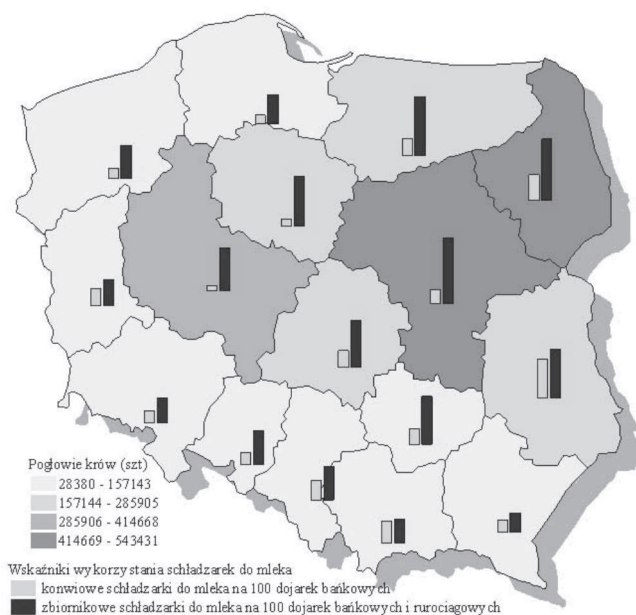 Pogłowie krów (szt)
28380 - 157143
157144 - 285905
285906 - 414668
414669 - 543431
Wskaźniki wykorzystania schładzarek do mleka
konwiowe schładzarki do mleka na 100 dojarek bańkowych
zbiornikowe schładzarki do mleka na 100 dojarek bańkowych i rurociągowych